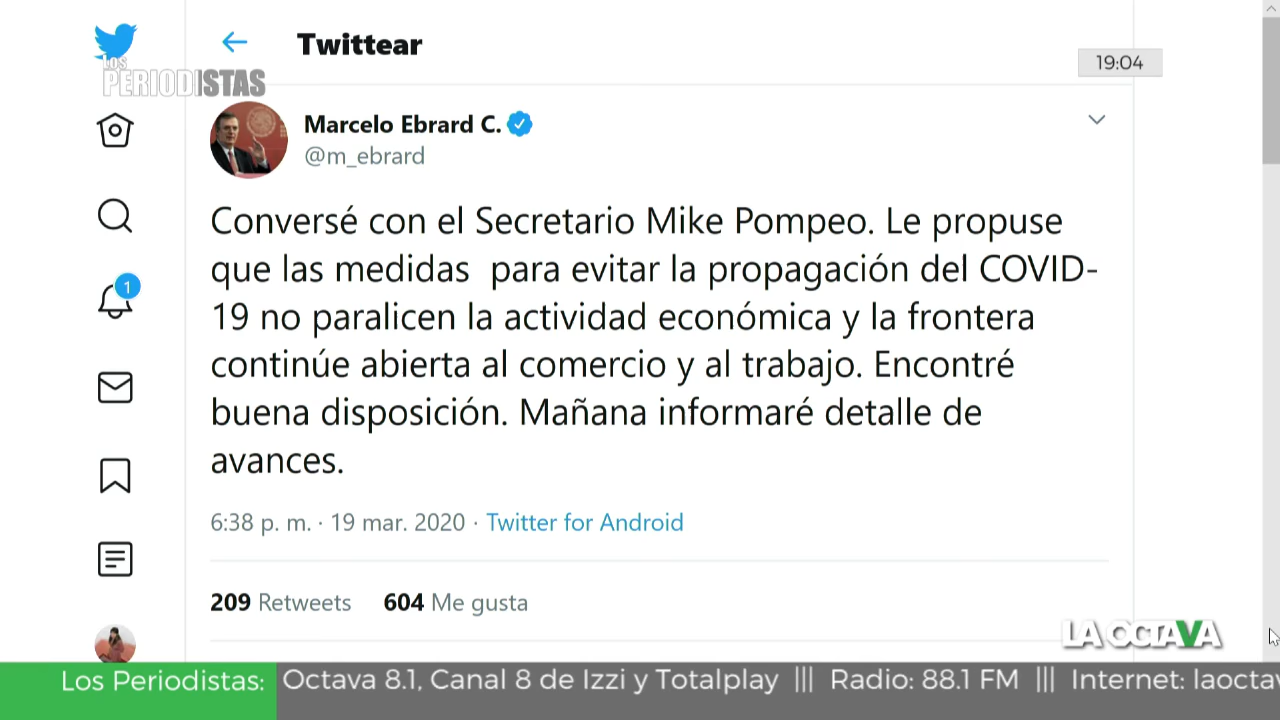 Twittear
19:04
LOS
PERIODISTAS
Marcelo Ebrard C.
@m_ebrard
1
Conversé con el Secretario Mike Pompeo. Le propuse
que las medidas  para evitar la propagación del COVID-
19 no paralicen la actividad económica y la frontera
continúe abierta al comercio y al trabajo. Encontré
buena disposición. Mañana informaré detalle de
avances.
6:38 p. m. · 19 mar. 2020 · Twitter for Android
209 Retweets 604 Me gusta
LA OCTAVA
Los Periodistas: Octava 8.1, Canal 8 de Izzi y Totalplay ||| Radio: 88.1 FM ||| Internet: laoctav